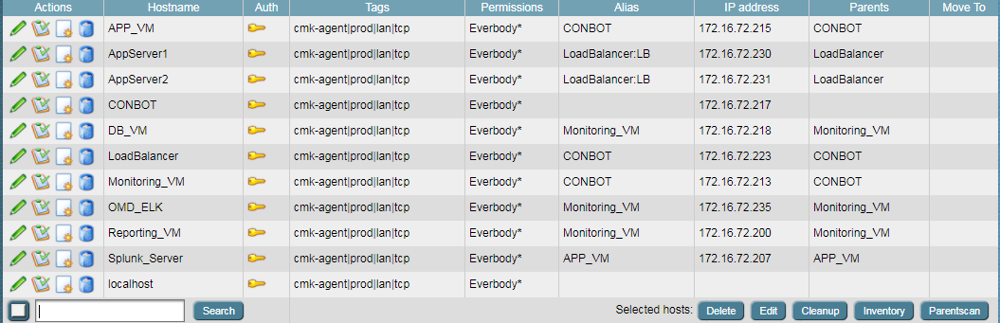 Actions Hostname Auth Tags Permissions Alias IP address Parents Move To
APP_VM cmk-agent|prod|lan|tcp Everbody* CONBOT 172.16.72.215 CONBOT
AppServer1 cmk-agent|prod|lan|tcp Everbody* LoadBalancer:LB 172.16.72.230 LoadBalancer
AppServer2 cmk-agent|prod|lan|tcp Everbody* LoadBalancer:LB 172.16.72.231 LoadBalancer
CONBOT cmk-agent|prod|lan|tcp Everbody* 172.16.72.217
DB_VM cmk-agent|prod|lan|tcp Everbody* Monitoring_VM 172.16.72.218 Monitoring_VM
LoadBalancer cmk-agent|prod|lan|tcp Everbody* CONBOT 172.16.72.223 CONBOT
Monitoring_VM cmk-agent|prod|lan|tcp Everbody* CONBOT 172.16.72.213 CONBOT
OMD_ELK cmk-agent|prod|lan|tcp Everbody* Monitoring_VM 172.16.72.235 Monitoring_VM
Reporting_VM cmk-agent|prod|lan|tcp Everbody* Monitoring_VM 172.16.72.200 Monitoring_VM
Splunk_Server cmk-agent|prod|lan|tcp Everbody* APP_VM 172.16.72.207 APP_VM
localhost cmk-agent|prod|lan|tcp Everbody*
Search Selected hosts: Delete Edit Cleanup Inventory Parentscan